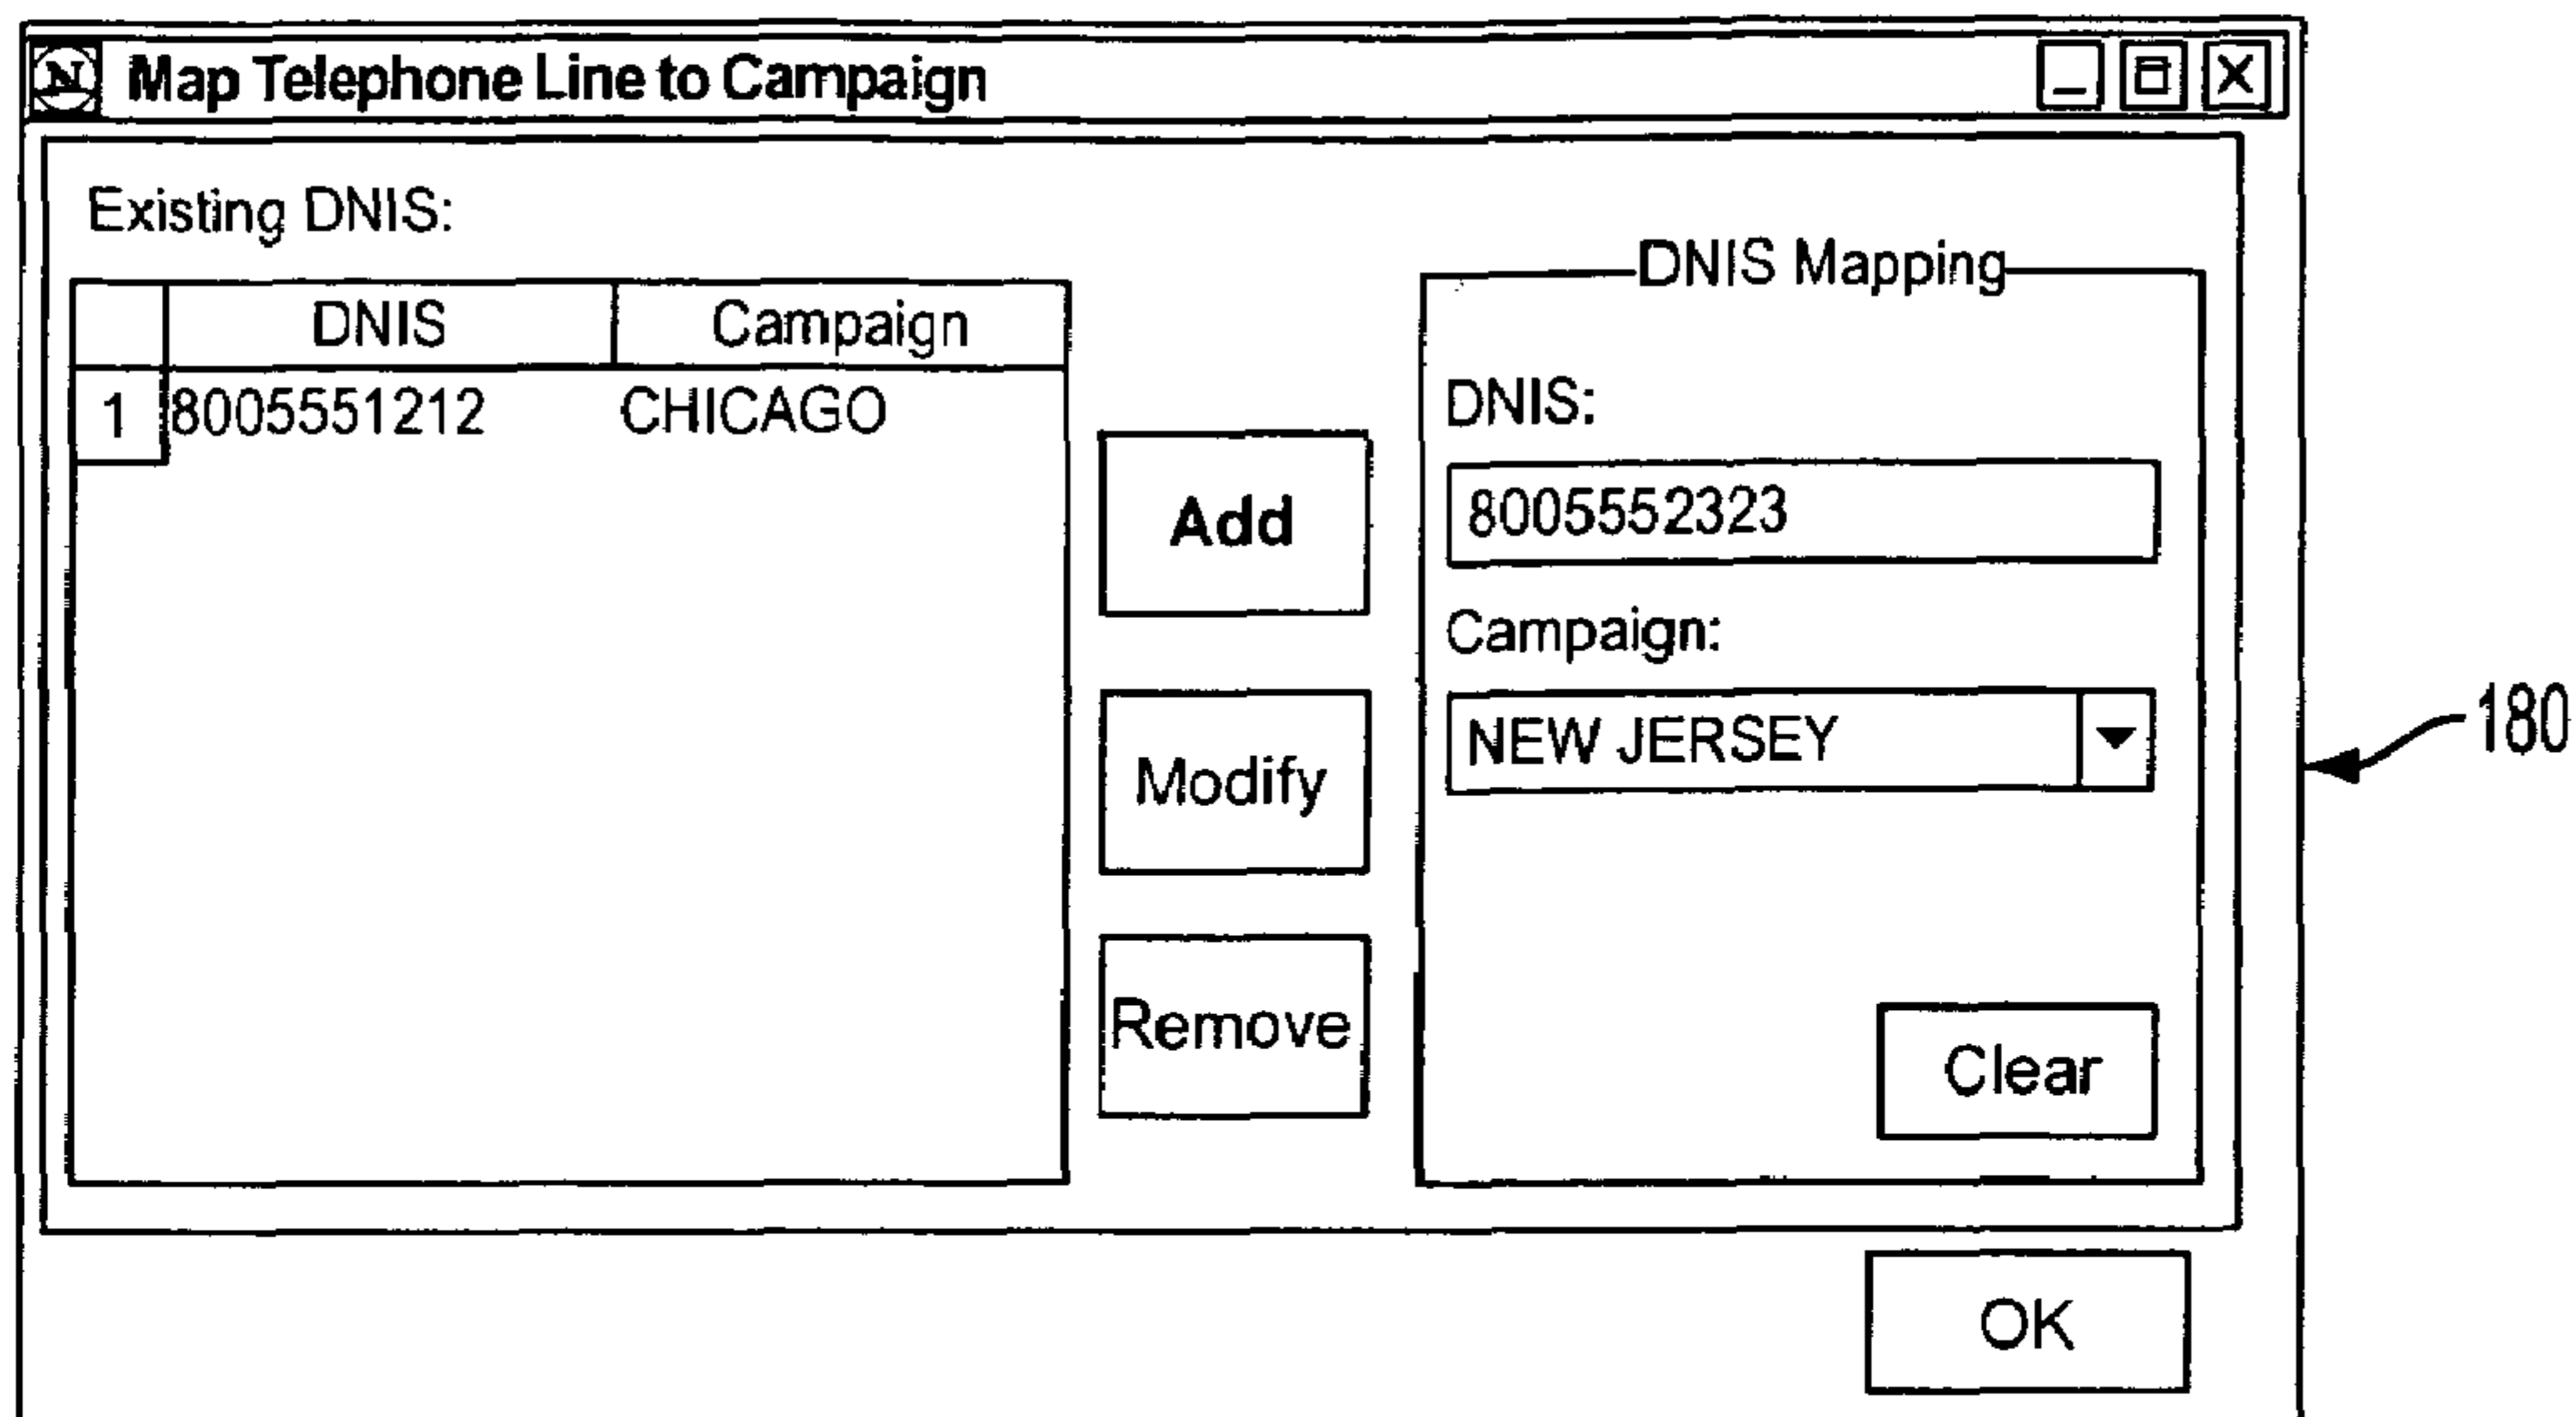 N Map Telephone Line to Campaign
Existing DNIS:
DNIS Campaign
1 8005551212 CHICAGO
Add
Modify
Remove
DNIS Mapping
DNIS:
8005552323
Campaign:
NEW JERSEY
Clear
OK
180